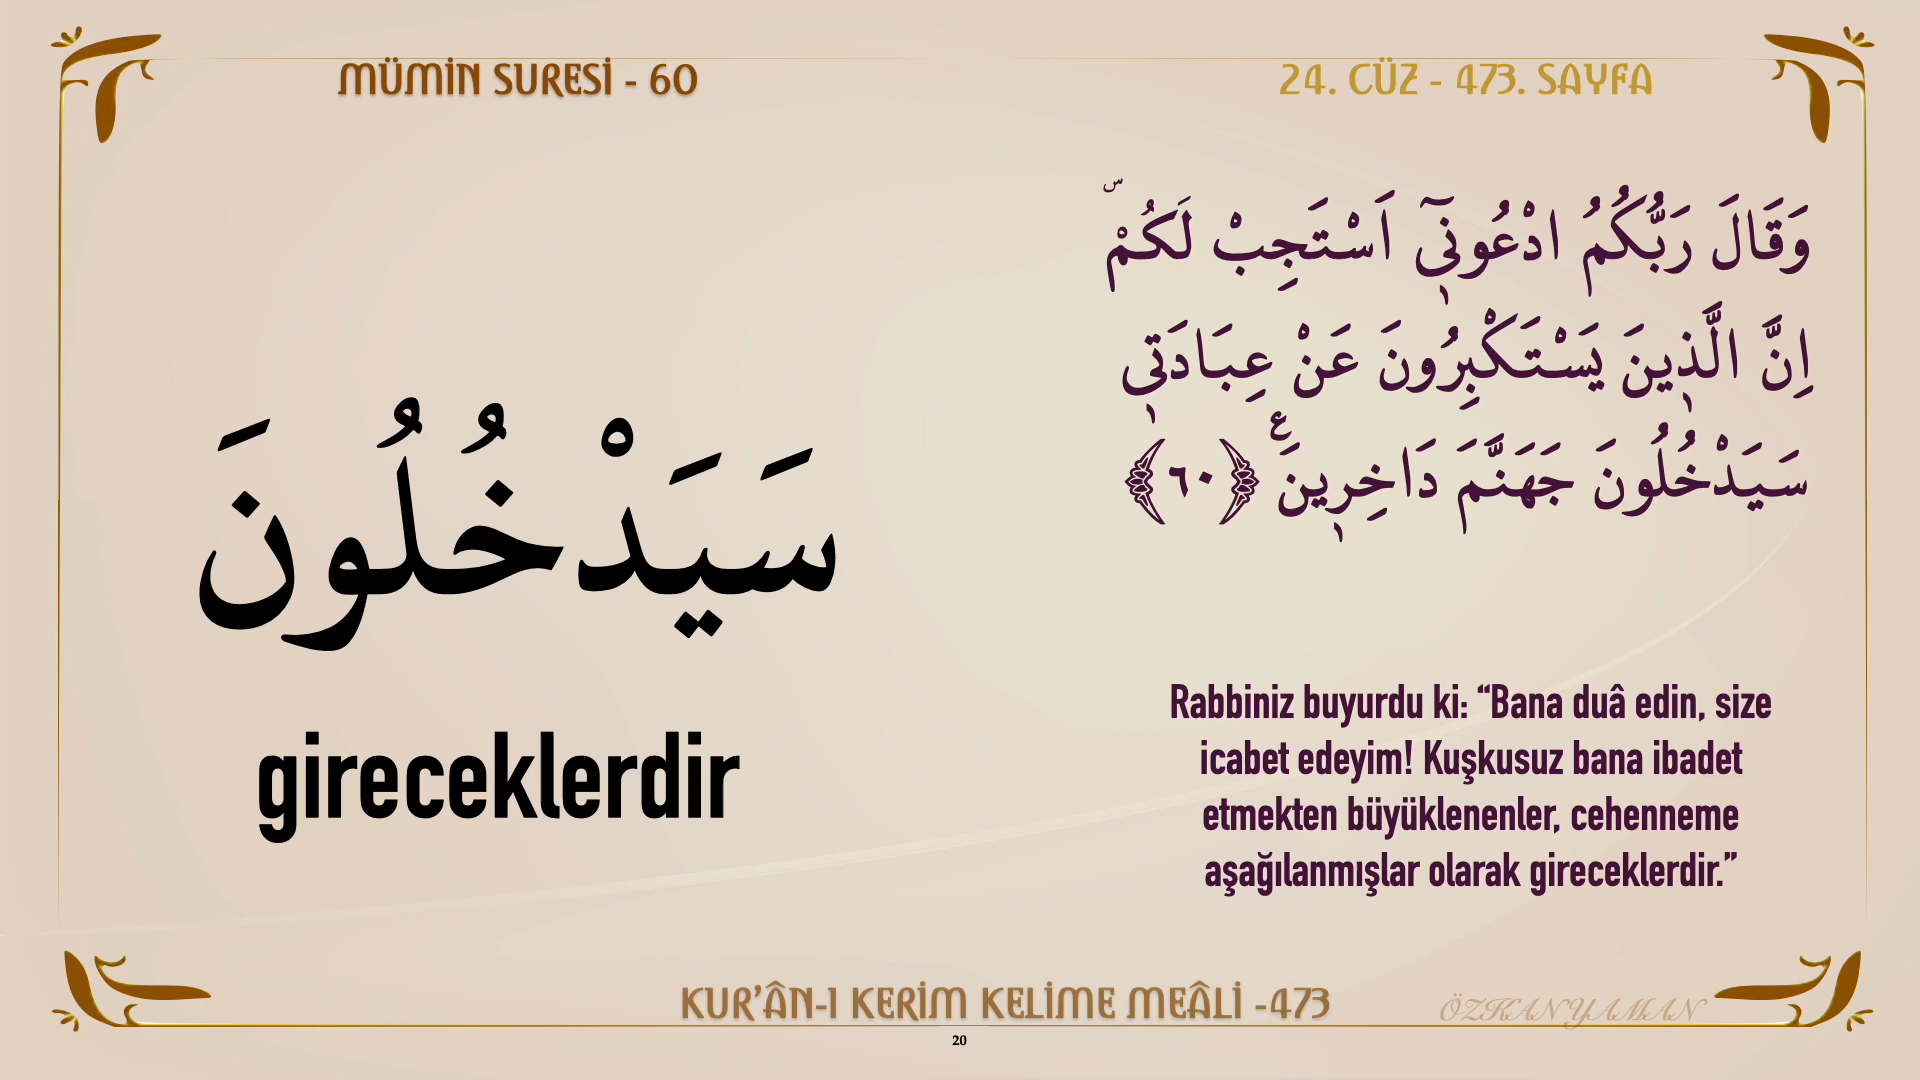 MÜMİN SURESİ - 60
24. CÜZ - 473. SAYFA
وَقَالَ رَبُّكُمُ ادْعُونٖٓي اَسْتَجِبْ لَكُمْۜ
اِنَّ الَّذٖينَ يَسْتَكْبِرُونَ عَنْ عِبَادَتٖي
سَيَدْخُلُونَ جَهَنَّمَ دَاخِرٖينَࣖ ﴿٦٠﴾
سَيَدْخُلُونَ
gireceklerdir
Rabbiniz buyurdu ki: “Bana duâ edin, size
icabet edeyim! Kuşkusuz bana ibadet
etmekten büyüklenenler, cehenneme
aşağılanmışlar olarak gireceklerdir.”
KUR’ÂN-I KERİM KELİME MEÂLİ -473
ÖZKAN YAMAN
20